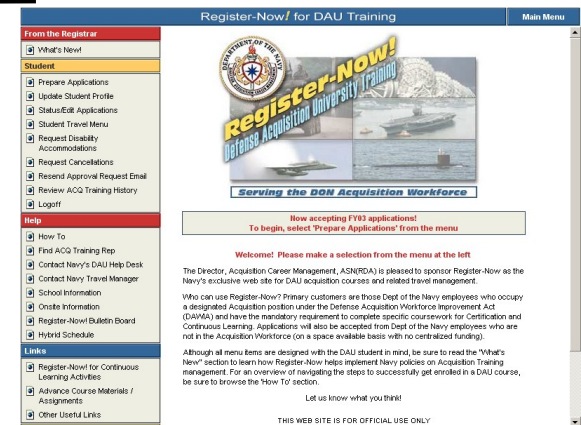 Register-Now! for DAU Training
Main Menu
From the Registrar
What's New!
Student
Prepare Applications
Update Student Profile
Status/Edit Applications
Student Travel Menu
Request Disability
Accommodations
Request Cancellations
Resend Approval Request Email
Review ACQ Training History
Logoff
Help
How To
Find ACQ Training Rep
Contact Navy's DAU Help Desk
Contact Navy Travel Manager
School Information
Onsite Information
Register-Now! Bulletin Board
Hybrid Schedule
Links
Register-Now! for Continuous
Learning Activities
Advance Course Materials /
Assignments
Other Useful Links
DEPARTMENT OF THE NAVY
Register-Now!
Defense Acquisition University Training
Serving the DON Acquisition Workforce
Now accepting FY03 applications!
To begin, select 'Prepare Applications' from the menu
Welcome! Please make a selection from the menu at the left
The Director, Acquisition Career Management, ASN(RDA) is pleased to sponsor Register-Now as the
Navy's exclusive web site for DAU acquisition courses and related travel management.
Who can use Register-Now? Primary customers are those Dept of the Navy employees who occupy
a designated Acquisition position under the Defense Acquisition Workforce Improvement Act
(DAWIA) and have the mandatory requirement to complete specific coursework for Certification and
Continuous Learning. Applications will also be accepted from Dept of the Navy employees who are
not in the Acquisition Workforce (on a space available basis with no centralized funding).
Although all menu items are designed with the DAU student in mind, be sure to read the "What's
New" section to learn how Register-Now helps implement Navy policies on Acquisition Training
management. For an overview of navigating the steps to successfully get enrolled in a DAU course,
be sure to browse the 'How To' section.
Let us know what you think!
THIS WEB SITE IS FOR OFFICIAL USE ONLY